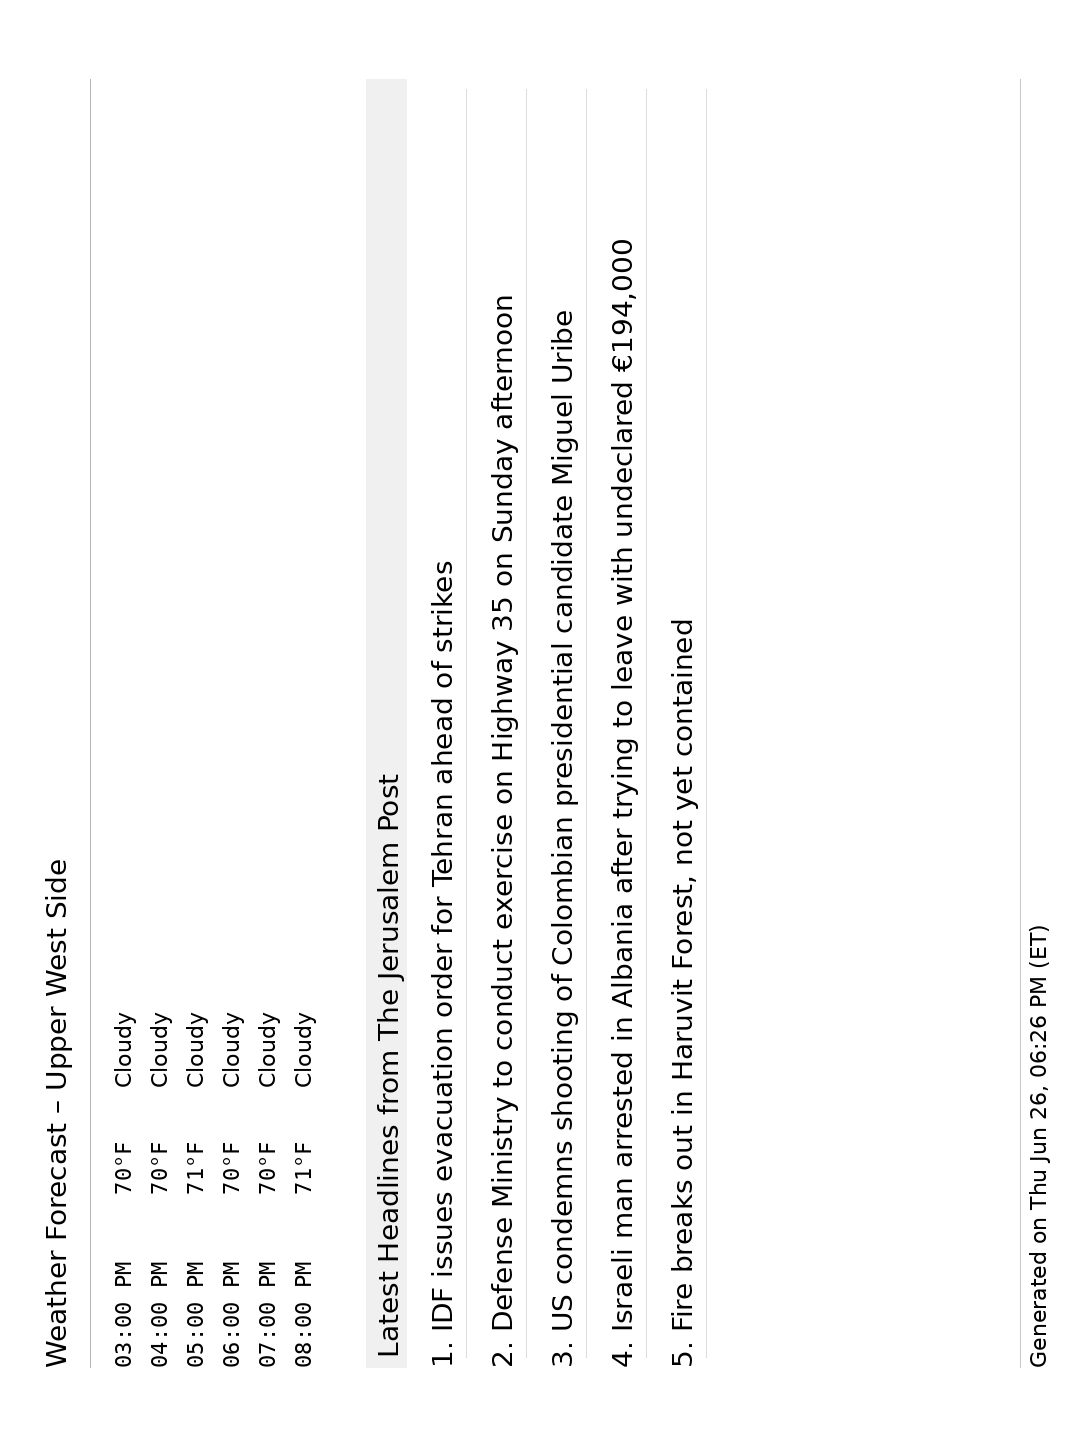 Weather Forecast – Upper West Side
03:00 PM 70°F Cloudy
04:00 PM 70°F Cloudy
05:00 PM 71°F Cloudy
06:00 PM 70°F Cloudy
07:00 PM 70°F Cloudy
08:00 PM 71°F Cloudy
Latest Headlines from The Jerusalem Post
1. IDF issues evacuation order for Tehran ahead of strikes
2. Defense Ministry to conduct exercise on Highway 35 on Sunday afternoon
3. US condemns shooting of Colombian presidential candidate Miguel Uribe
4. Israeli man arrested in Albania after trying to leave with undeclared €194,000
5. Fire breaks out in Haruvit Forest, not yet contained
Generated on Thu Jun 26, 06:26 PM (ET)